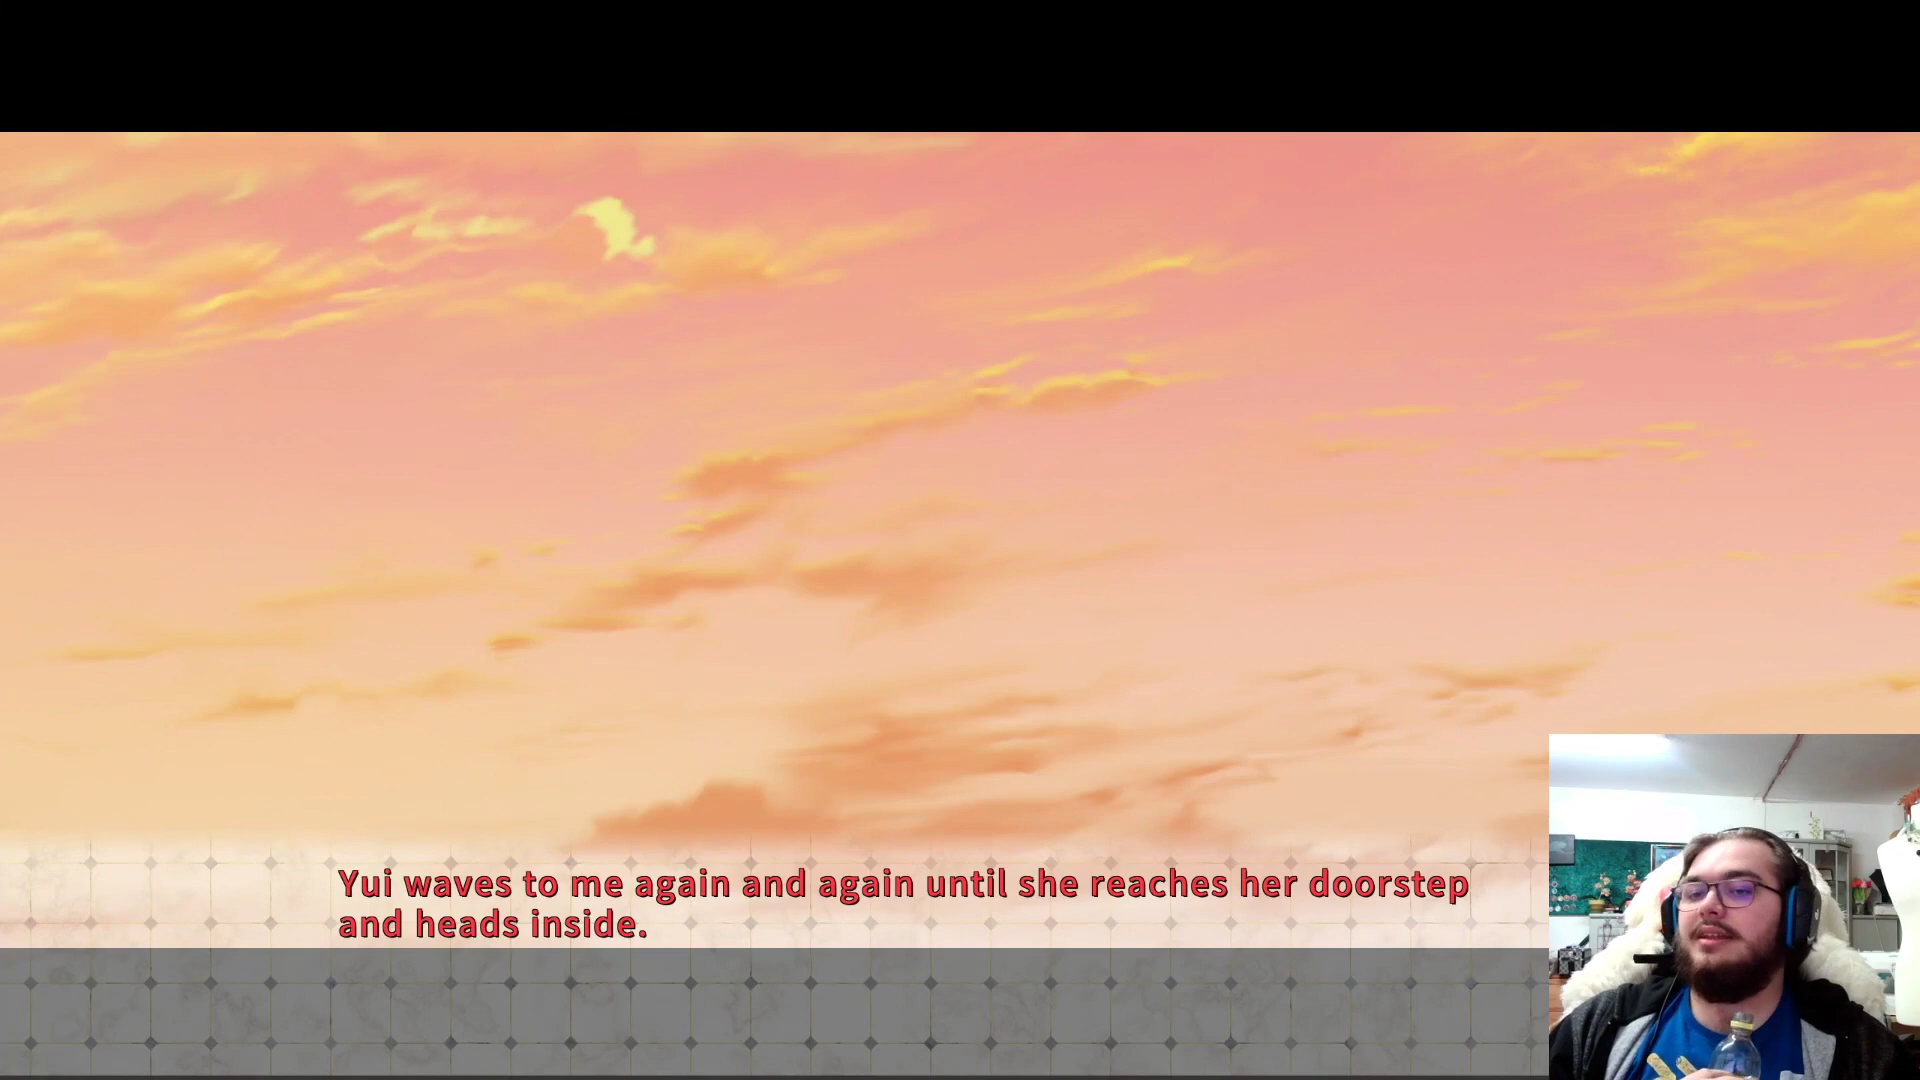 Yui waves to me again and again until she reaches her doorstep
and heads inside.